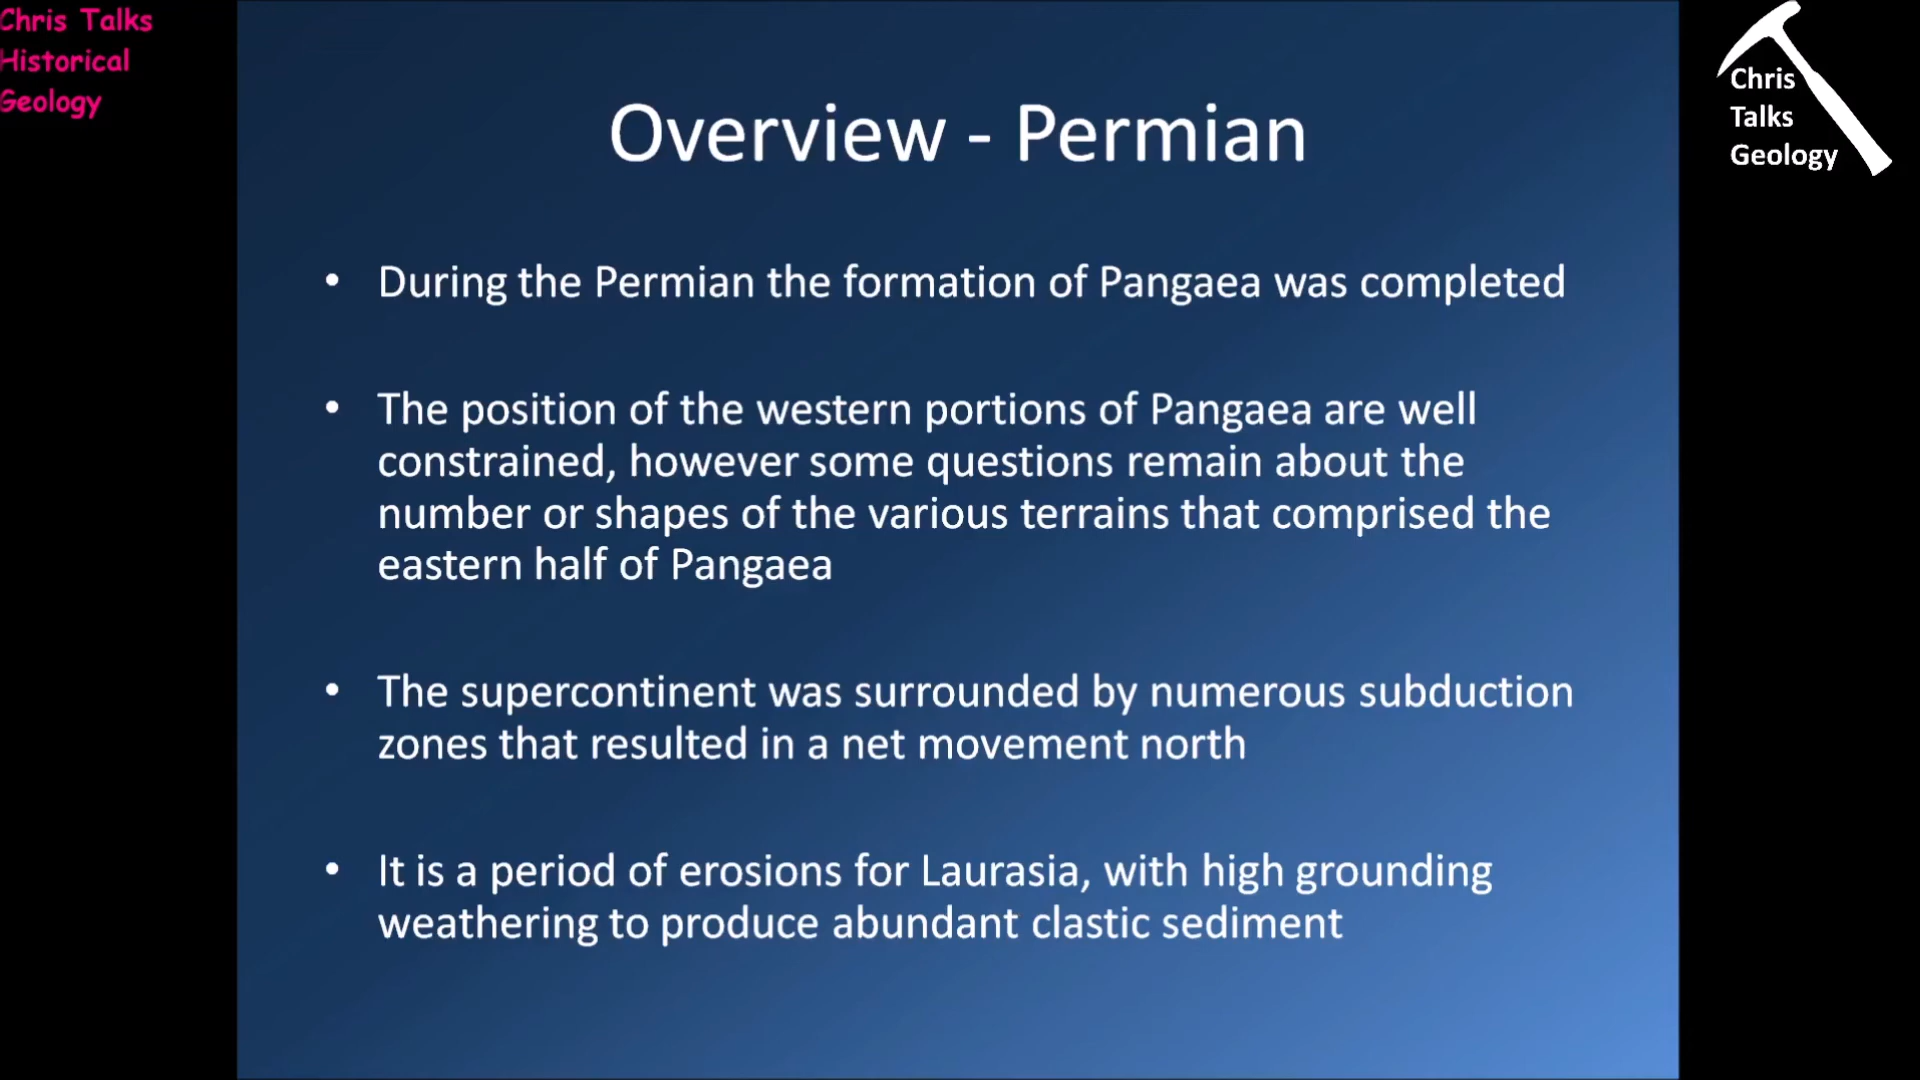 Chris Talks
Historical
Geology
Chris
Talks
Geology
Overview - Permian
• During the Permian the formation of Pangaea was completed
• The position of the western portions of Pangaea are well
constrained, however some questions remain about the
number or shapes of the various terrains that comprised the
eastern half of Pangaea
• The supercontinent was surrounded by numerous subduction
zones that resulted in a net movement north
• It is a period of erosions for Laurasia, with high grounding
weathering to produce abundant clastic sediment